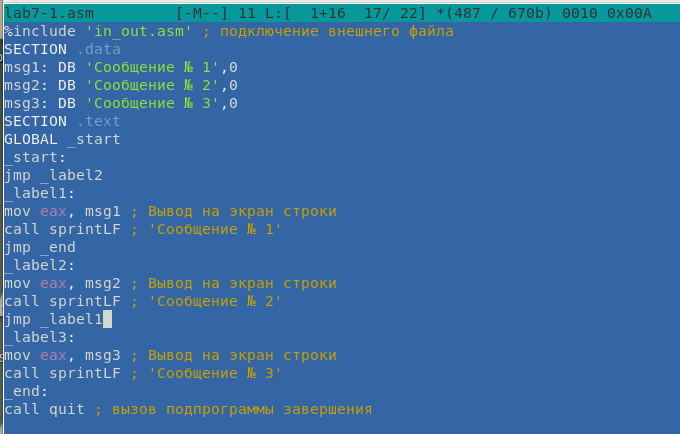 lab7-1.asm [-M--] 11 L:[ 1+16 17/ 22] *(487 / 670b) 0010 0x00A
%include 'in_out.asm' ; подключение внешнего файла
SECTION .data
msg1: DB 'Сообщение № 1',0
msg2: DB 'Сообщение № 2',0
msg3: DB 'Сообщение № 3',0
SECTION .text
GLOBAL _start
_start:
jmp _label2
_label1:
mov eax, msg1 ; Вывод на экран строки
call sprintLF ; 'Сообщение № 1'
jmp _end
_label2:
mov eax, msg2 ; Вывод на экран строки
call sprintLF ; 'Сообщение № 2'
jmp _label1
_label3:
mov eax, msg3 ; Вывод на экран строки
call sprintLF ; 'Сообщение № 3'
_end:
call quit ; вызов подпрограммы завершения